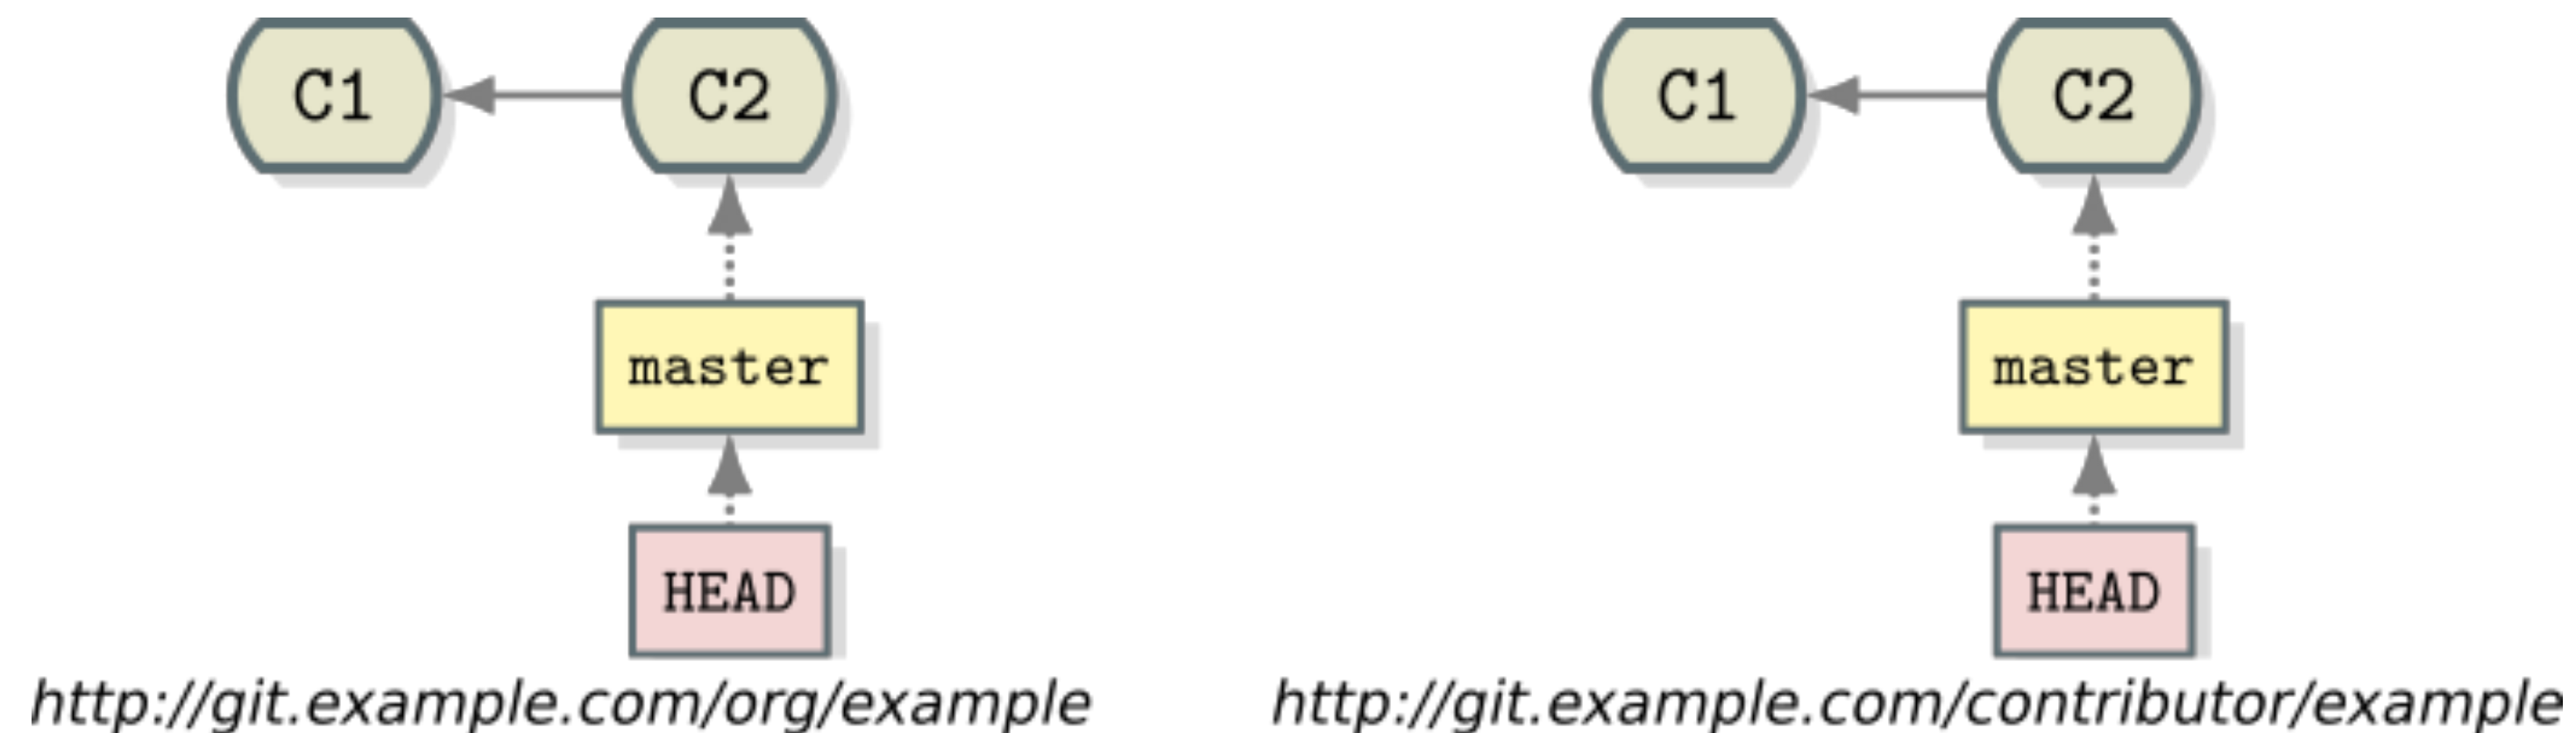 C1 C2 C1 C2
master master
HEAD HEAD
http://git.example.com/org/example http://git.example.com/contributor/example